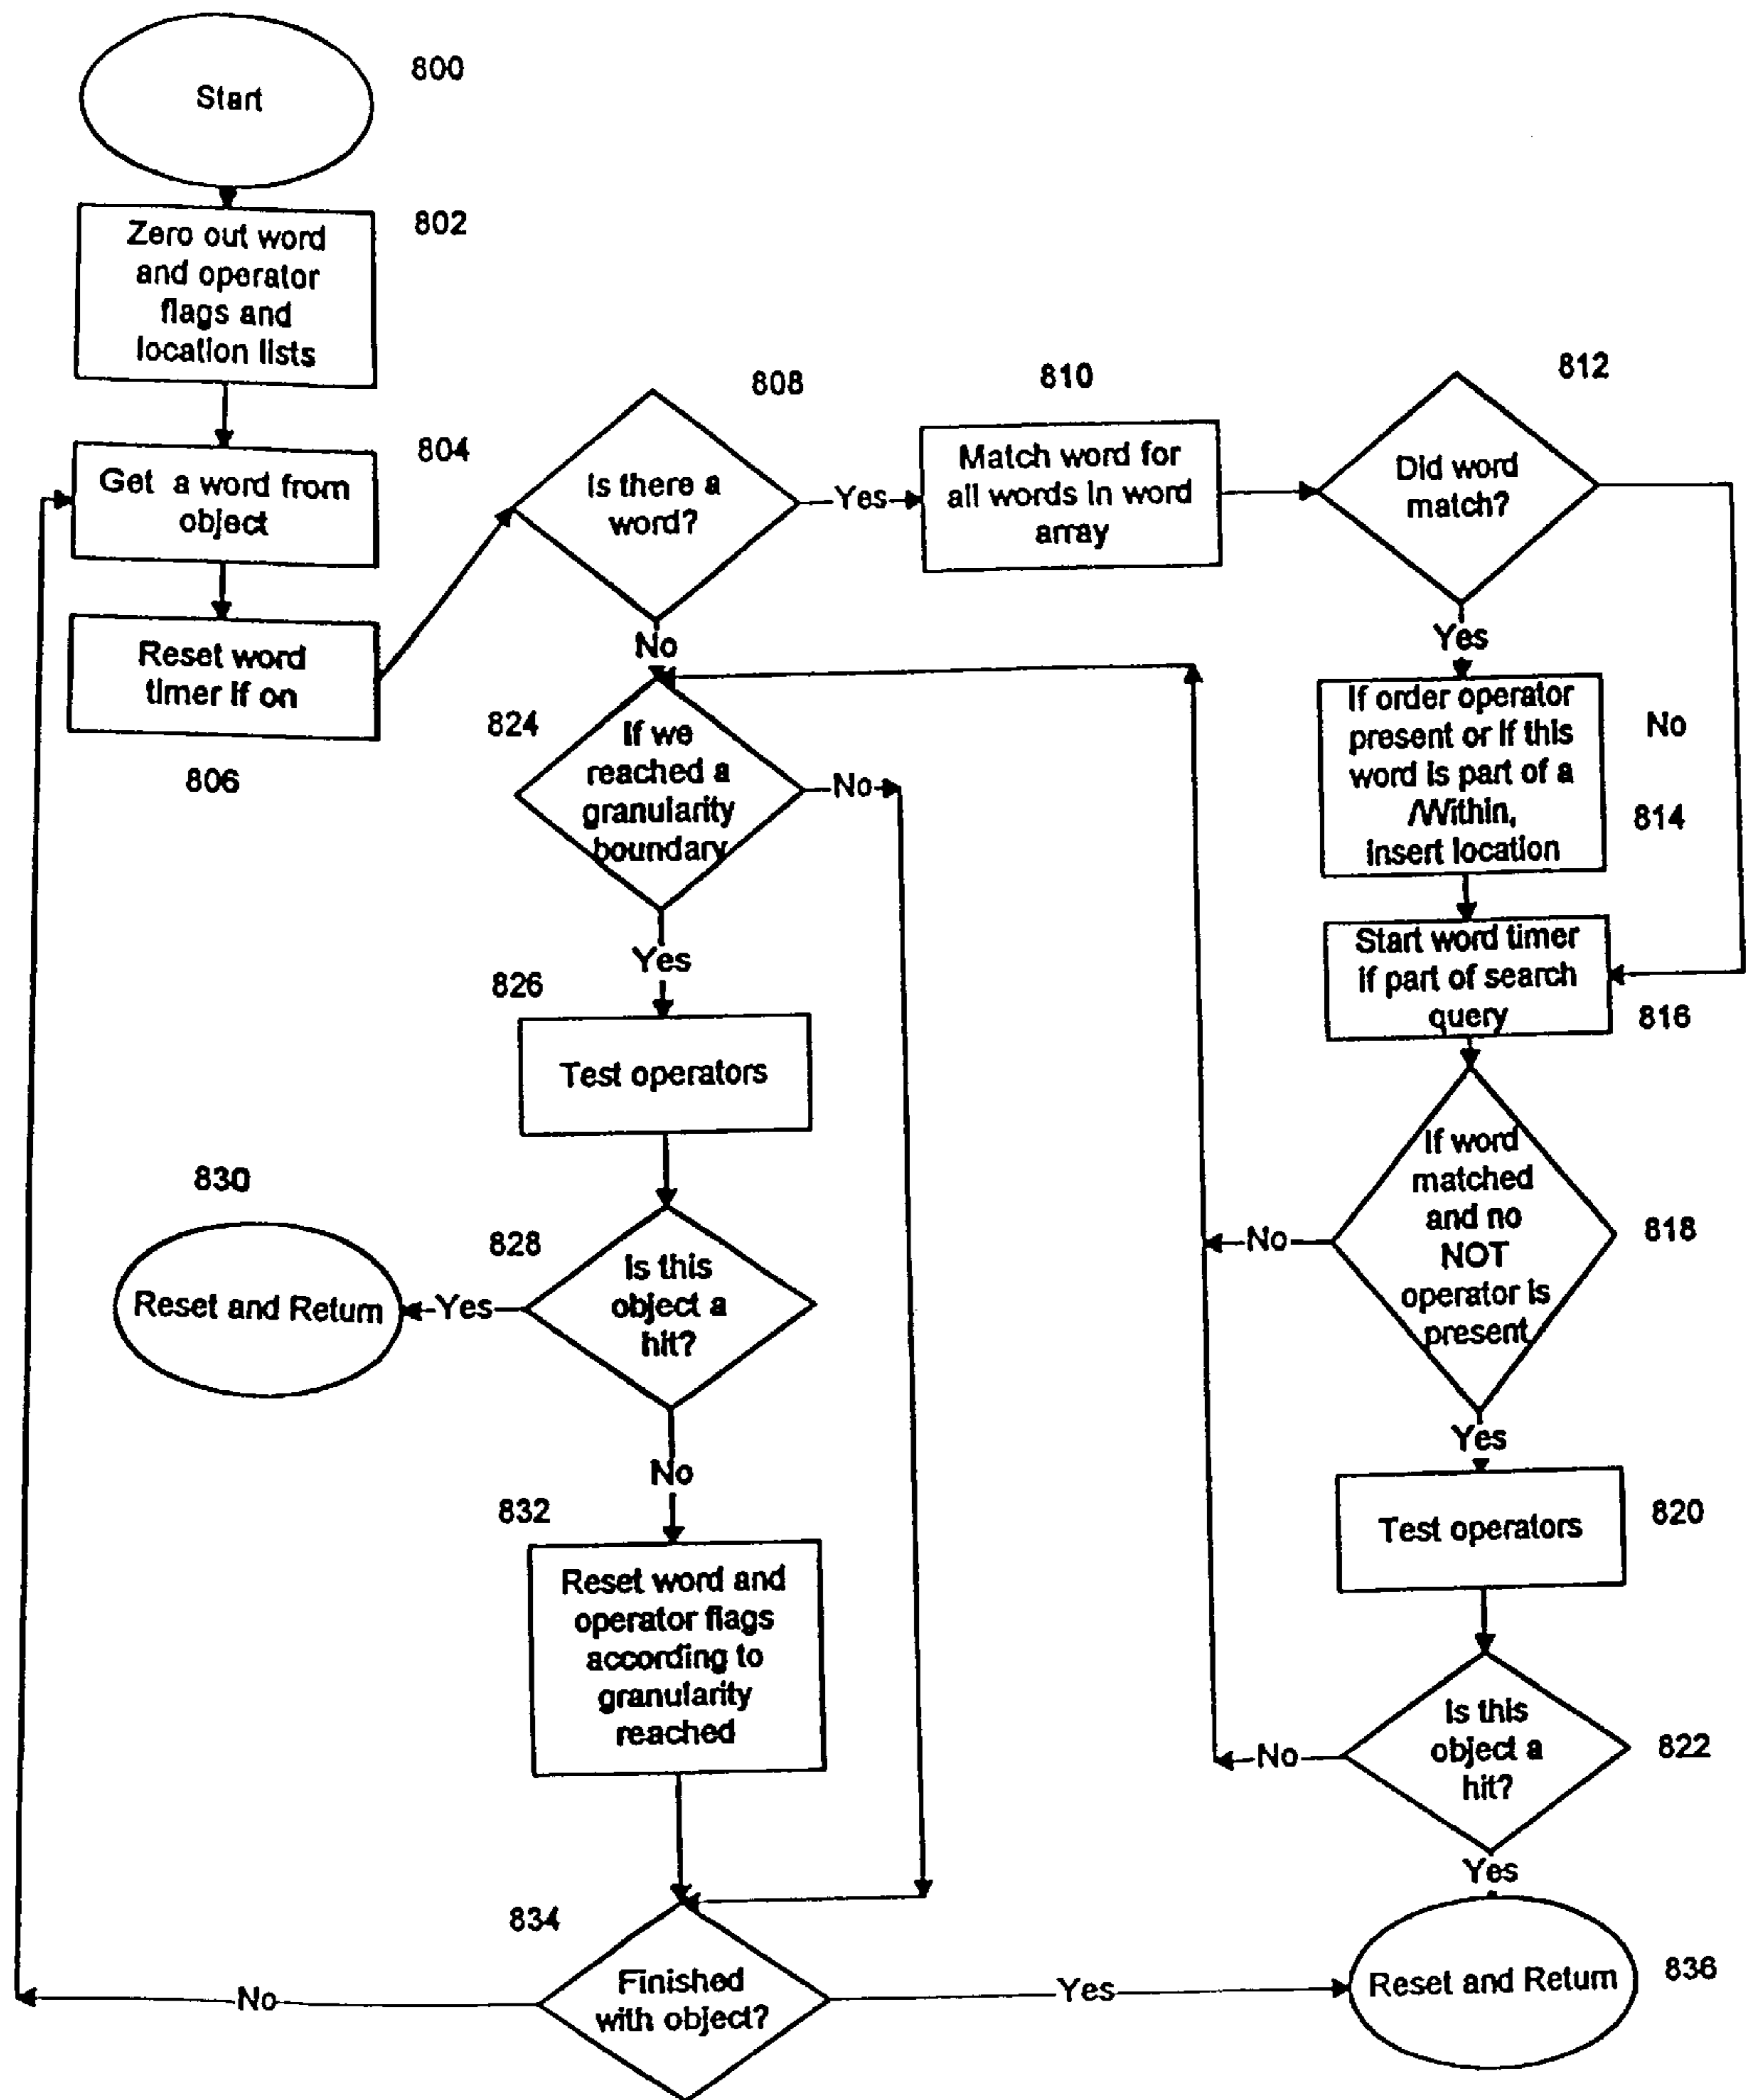 800
Start
802
Zero out word
and operator
flags and
location lists
804
Get a word from
object
Reset word
timer if on
806
808
Is there a
word?
Yes
No
810
Match word for
all words in word
array
812
Did word
match?
Yes
No
If order operator
present or if this
word is part of a
/Within,
insert location
814
Start word timer
if part of search
query
816
If word
matched
and no
NOT
operator is
present
818
No
Yes
Test operators
820
Is this
object a
hit?
822
No
Yes
824
If we
reached a
granularity
boundary
No
Yes
826
Test operators
828
Is this
object a
hit?
Yes
830
Reset and Return
No
832
Reset word and
operator flags
according to
granularity
reached
834
Finished
with object?
No
Yes
Reset and Return
836